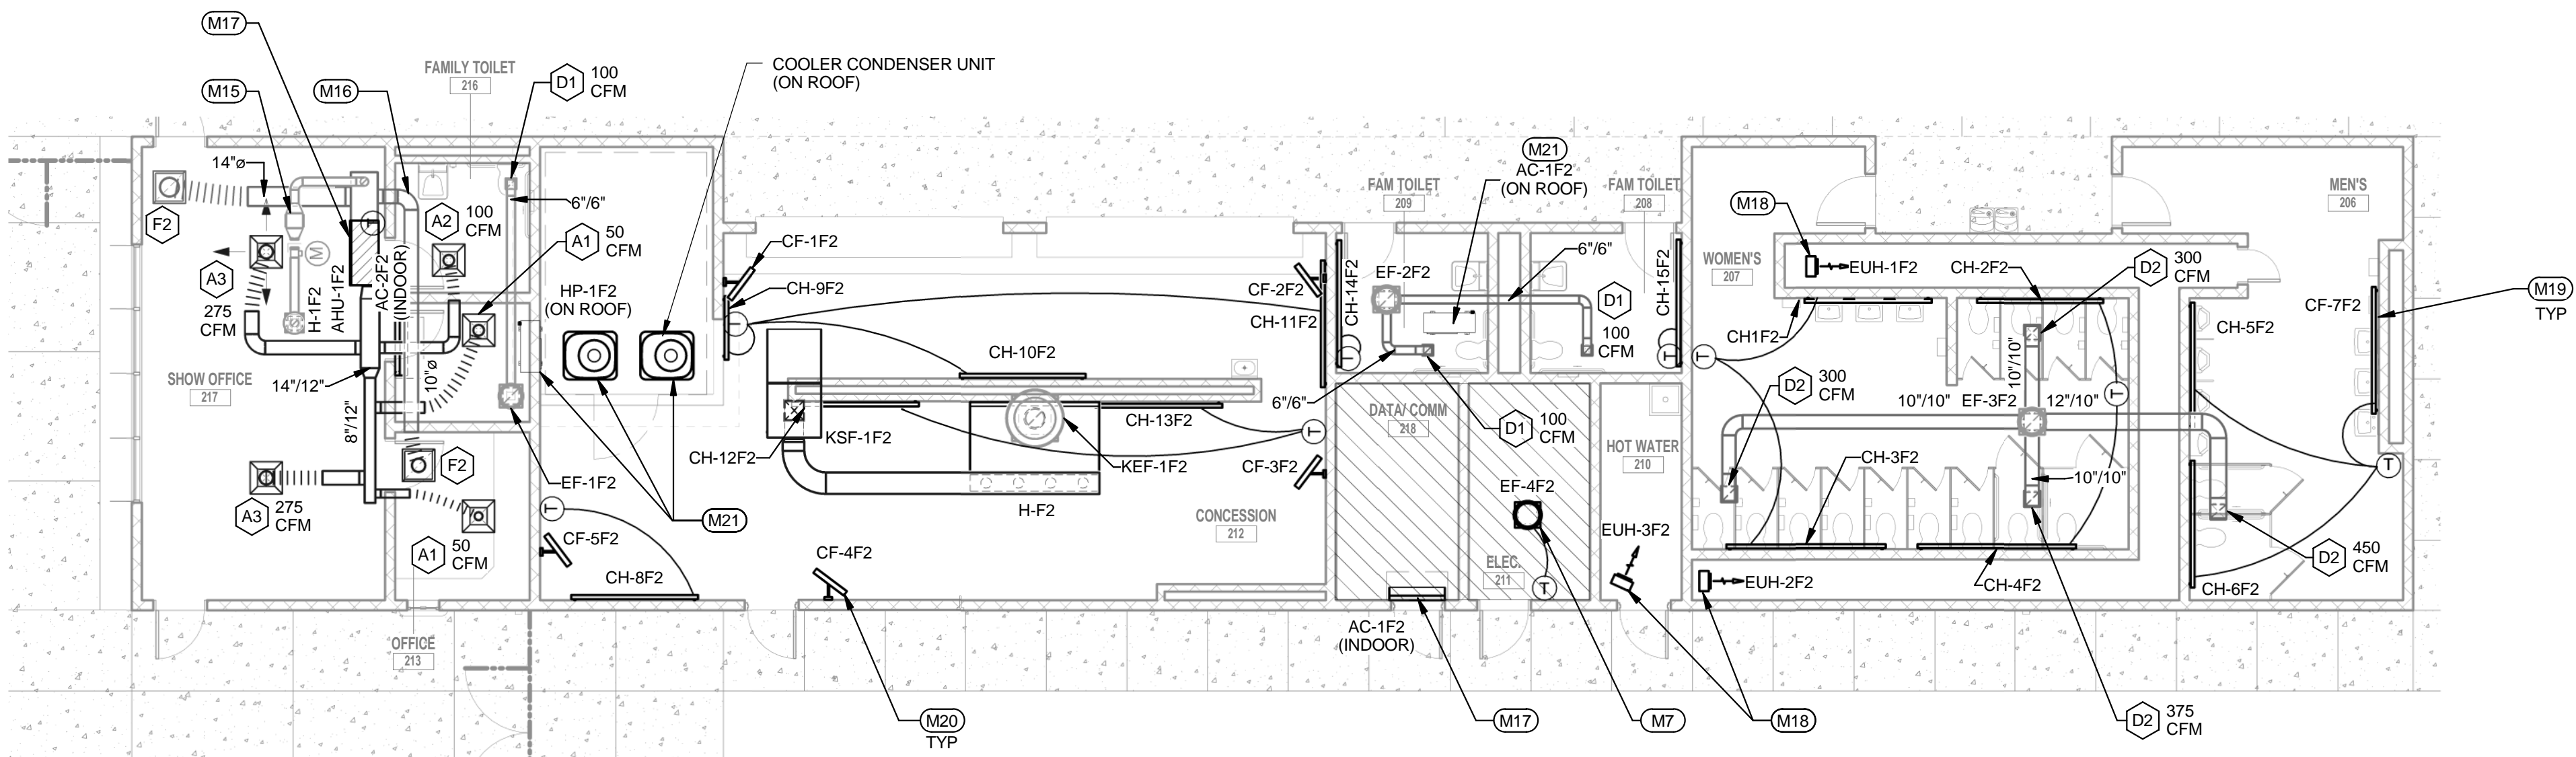 M17
FAMILY TOILET
216
D1
100
CFM
COOLER CONDENSER UNIT
(ON ROOF)
M15
M16
M21
AC-1F2
(ON ROOF)
14"ø
6"/6"
FAM TOILET
209
FAM TOILET
208
MEN'S
206
F2
A2
100
CFM
A1
50
CFM
M18
CF-1F2
M
A3
275
CFM
H-1F2
AHU-1F2
AC-2F2
(INDOOR)
T
HP-1F2
(ON ROOF)
CH-9F2
CF-2F2
CH-11F2
CH-14F2
EF-2F2
6"/6"
CH-15F2
D1
100
CFM
WOMEN'S
207
EUH-1F2
CH-2F2
D2
300
CFM
M19
TYP
CF-7F2
CH-5F2
CH1F2
T
T
T
T
SHOW OFFICE
217
14"/12"
10"ø
8"/12"
CH-10F2
6"/6"
D2
300
CFM
10"/10"
10"/10"
EF-3F2
12"/10"
T
KSF-1F2
CH-13F2
T
DATA/ COMM
218
D1
100
CFM
HOT WATER
210
CH-12F2
KEF-1F2
CF-3F2
CH-3F2
10"/10"
T
F2
EF-1F2
A3
275
CFM
M21
H-F2
CONCESSION
212
EF-4F2
T
A1
50
CFM
CF-5F2
CH-8F2
CF-4F2
EUH-3F2
ELEC.
211
T
EUH-2F2
CH-4F2
D2
450
CFM
CH-6F2
OFFICE
213
AC-1F2
(INDOOR)
M20
TYP
M17
M7
M18
D2
375
CFM